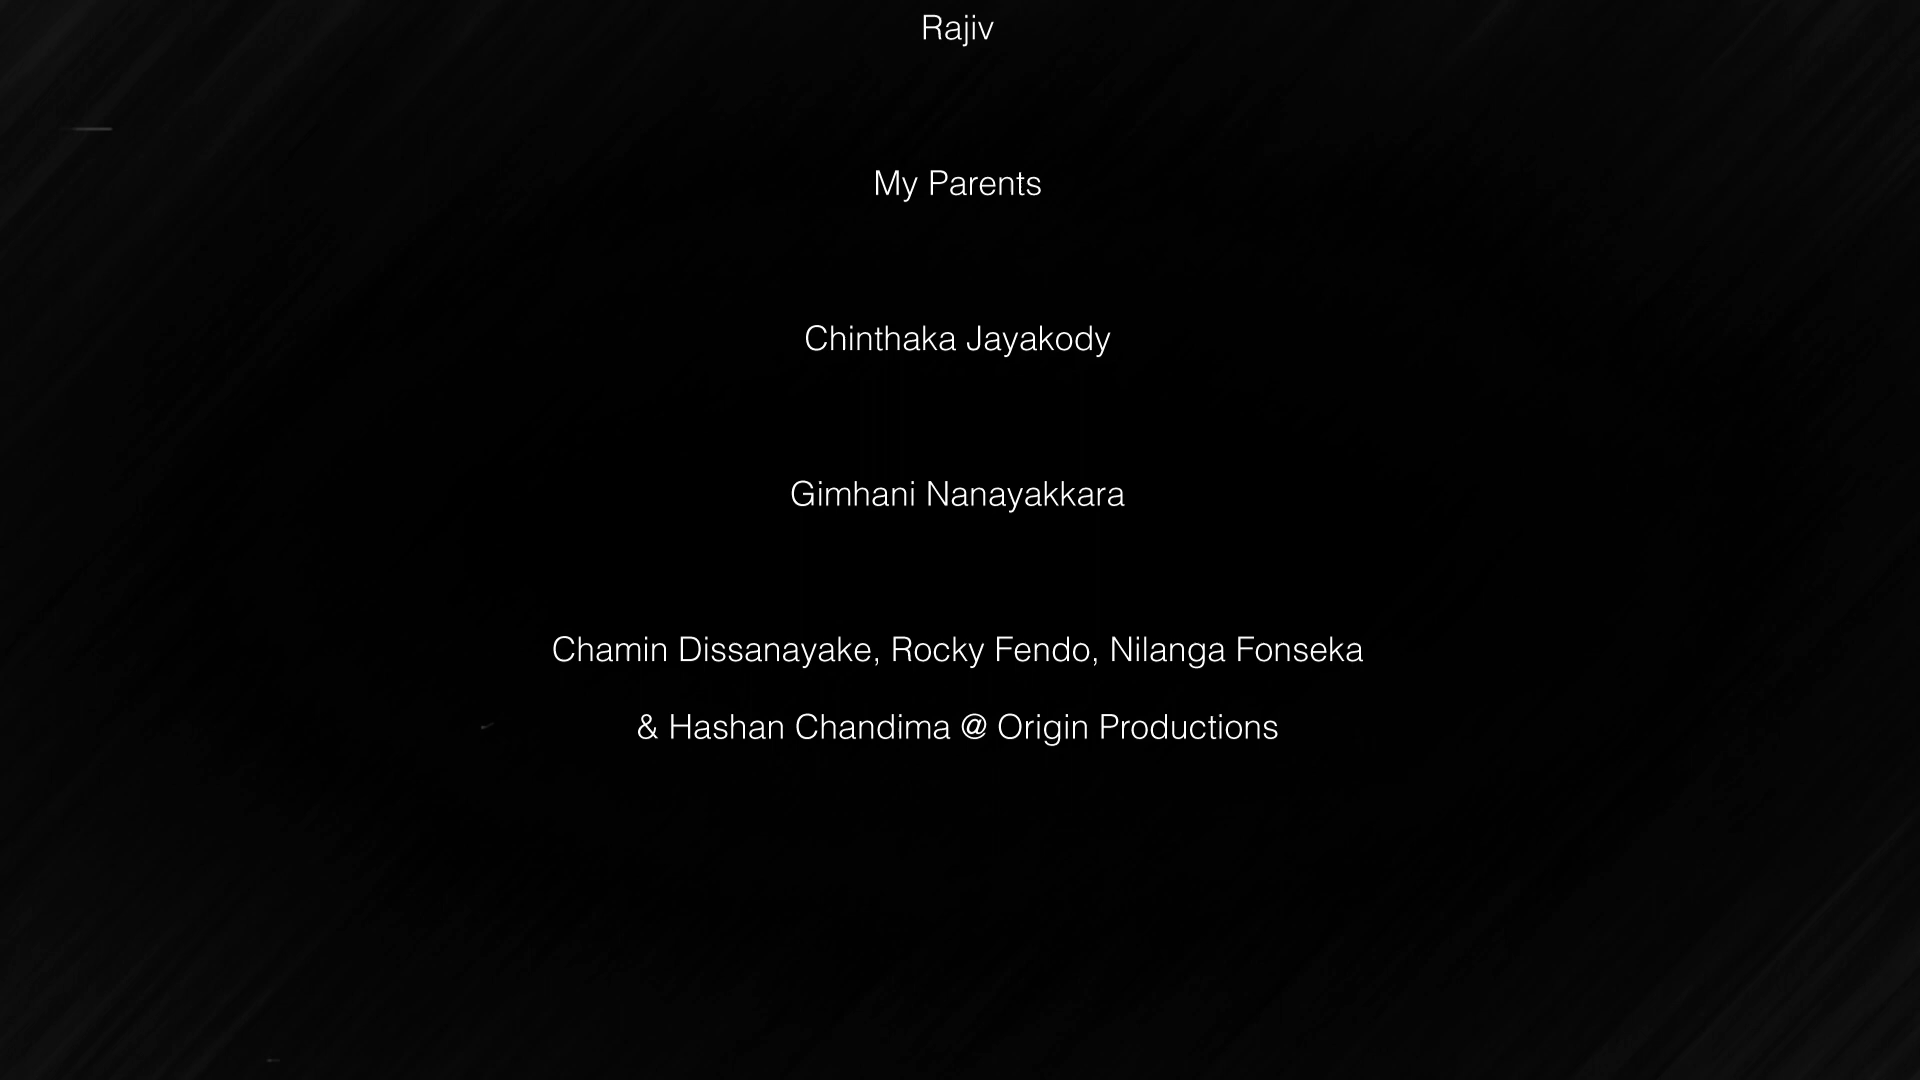 Rajiv
My Parents
Chinthaka Jayakody
Gimhani Nanayakkara
Chamin Dissanayake, Rocky Fendo, Nilanga Fonseka
& Hashan Chandima @ Origin Productions